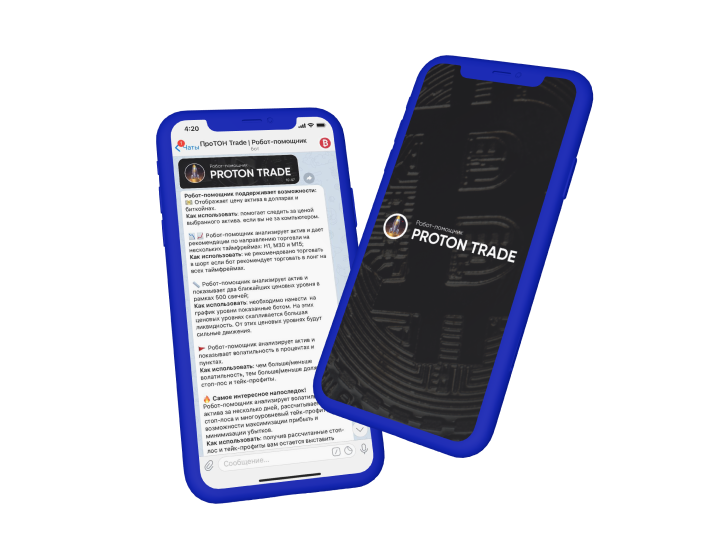 4:20
1
Чаты
ПроТОН Trade | Робот-помощник
бот
B
Робот-помощник
PROTON TRADE
Робот-помощник поддерживает возможности:
Отображает цену актива в долларах и
биткойнах.
Как использовать: помогает следить за ценой
выбранного актива, если вы не за компьютером.
Робот-помощник анализирует актив и дает
рекомендации по направлению торговли на
нескольких таймфреймах: H1, M30 и M15;
Как использовать: не рекомендовано торговать
в шорт если бот рекомендует торговать в лонг на
всех таймфреймах.
Робот-помощник анализирует актив и
показывает два ближайших ценовых уровня в
рамках 500 свечей;
Как использовать: необходимо нанести на
график уровни показанные ботом. На этих
ценовых уровнях скапливается большая
ликвидность. От этих ценовых уровней будут
сильные движения.
Робот-помощник анализирует актив и
показывает волатильность в процентах и
пунктах.
Как использовать: чем больше/меньше
волатильность, тем больше/меньше
стоп-лос и тейк-профиты.
Самое интересное напоследок!
Робот-помощник анализирует
актива за несколько дней, рассчитывает
стоп-лоса и многоуровневый
возможности максимизации прибыль и
минимизации убытков.
Как использовать: получив рассчитанные стоп-
лос и тейк-профиты вам остается выставить
Сообщение...
Робот-помощник
PROTON TRADE